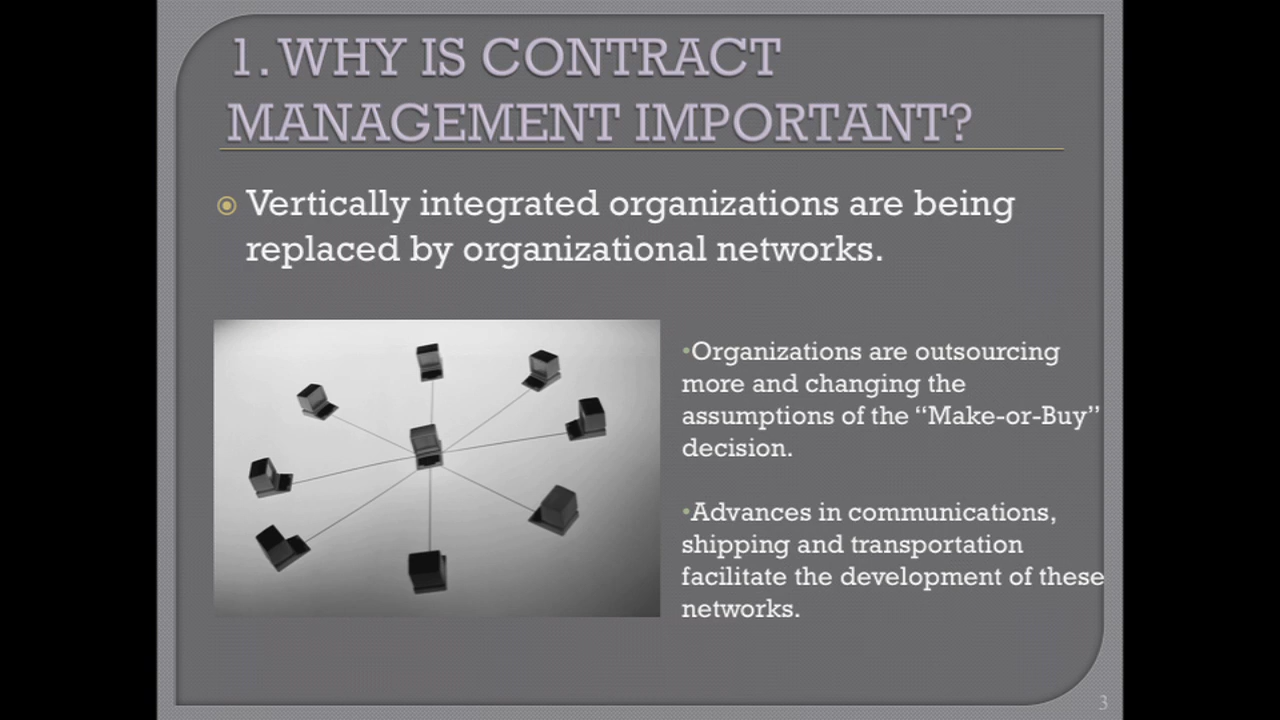 1. WHY IS CONTRACT
MANAGEMENT IMPORTANT?
Vertically integrated organizations are being
replaced by organizational networks.
•Organizations are outsourcing
more and changing the
assumptions of the “Make-or-Buy”
decision.
•Advances in communications,
shipping and transportation
facilitate the development of these
networks.
3